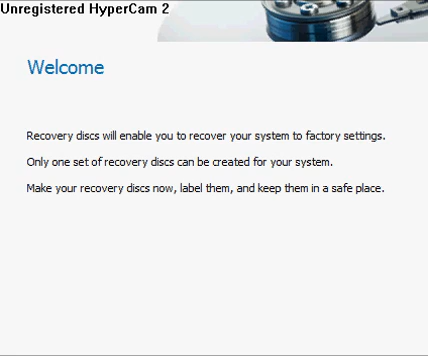 Unregistered HyperCam 2
Welcome
Recovery discs will enable you to recover your system to factory settings.
Only one set of recovery discs can be created for your system.
Make your recovery discs now, label them, and keep them in a safe place.